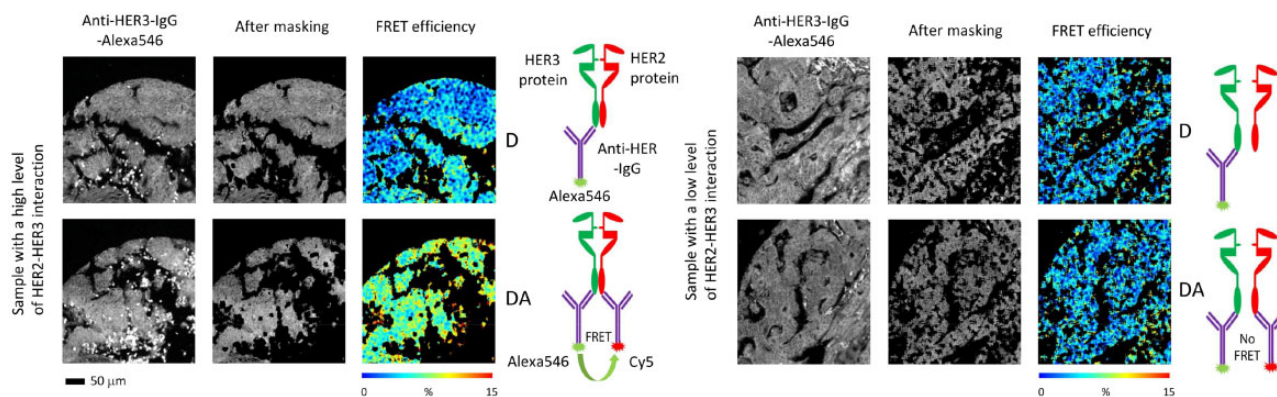 Anti-HER3-IgG
-Alexa546
After masking
FRET efficiency
Sample with a high level
of HER2-HER3 interaction
HER3
protein
HER2
protein
D
Anti-HER
-IgG
Alexa546
DA
FRET
Alexa546
Cy5
50 μm
0
%
15
Anti-HER3-IgG
-Alexa546
After masking
FRET efficiency
Sample with a low level
of HER2-HER3 interaction
D
DA
No
FRET
0
%
15